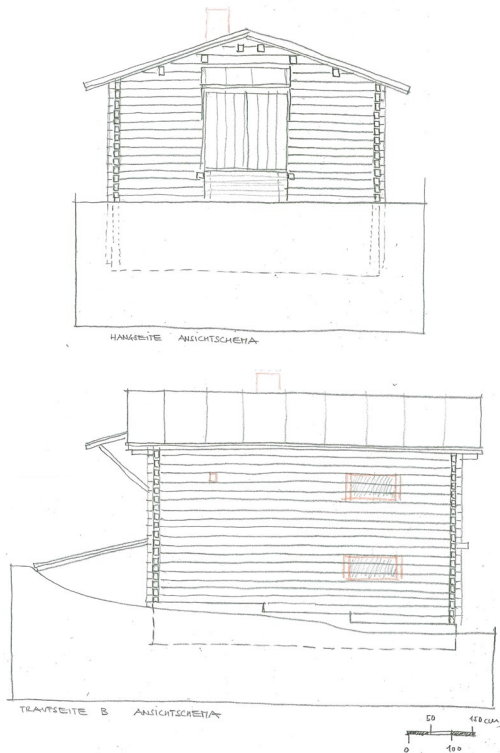 HANGSEITE ANSICHTSCHEMA
TRAUFSEITE B ANSICHTSCHEMA
50 150 cm
0 100